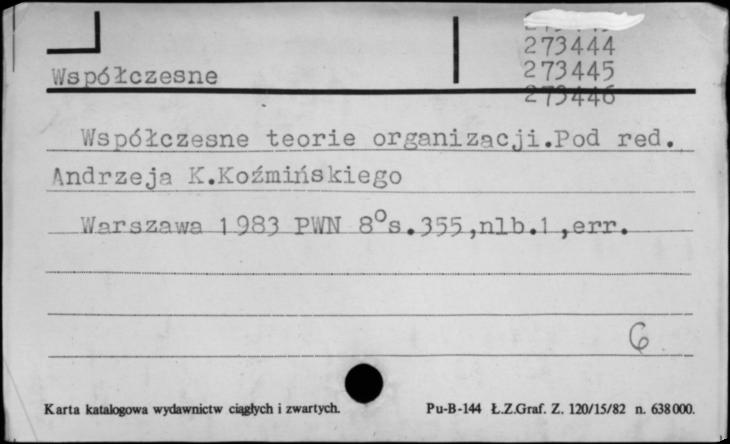 273444
273445
Współczesne
273446
Współczesne teorie organizacji.Pod red.
Andrzeja K.Koźmińskiego
Warszawa 1983 PWN 8°s.355,nlb.1,err.
6
Karta katalogowa wydawnictw ciągłych i zwartych. Pu-B-144 Ł.Z.Graf. Z. 120/15/82 n. 638000.